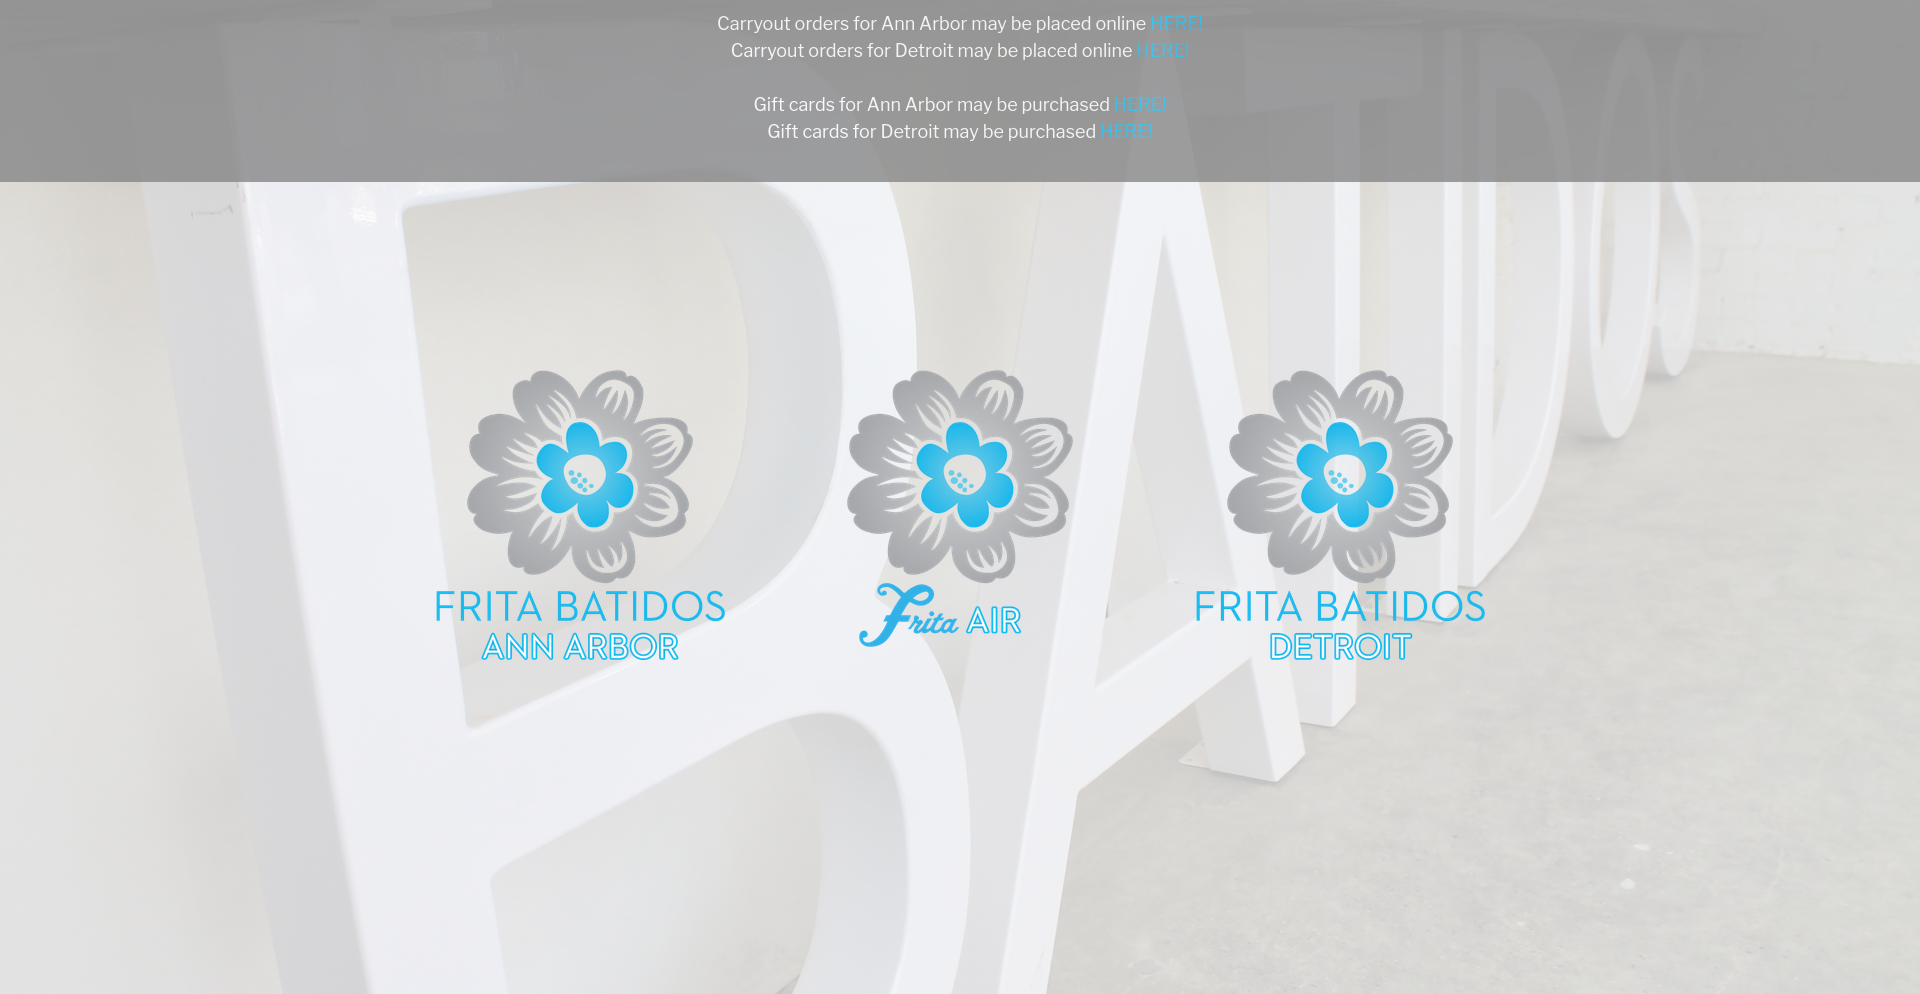 Carryout orders for Ann Arbor may be placed online HERE!
Carryout orders for Detroit may be placed online HERE!
Gift cards for Ann Arbor may be purchased HERE!
Gift cards for Detroit may be purchased HERE!
BATIDOS
FRITA BATIDOS
ANN ARBOR
Frita AIR
FRITA BATIDOS
DETROIT